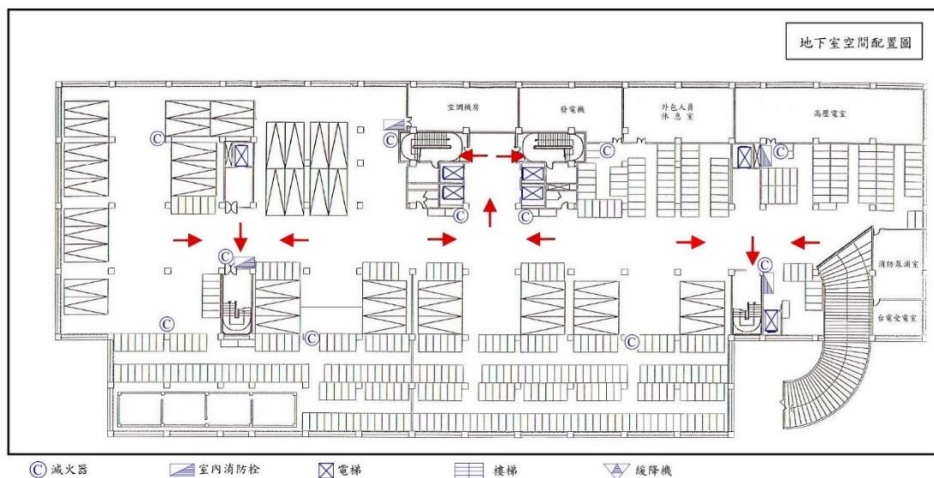 地下室空間配置圖
空調機房
發電機
外包人員
休息室
高壓電室
消防泵浦室
台電受電室
滅火器
室內消防栓
電梯
樓梯
緩降機